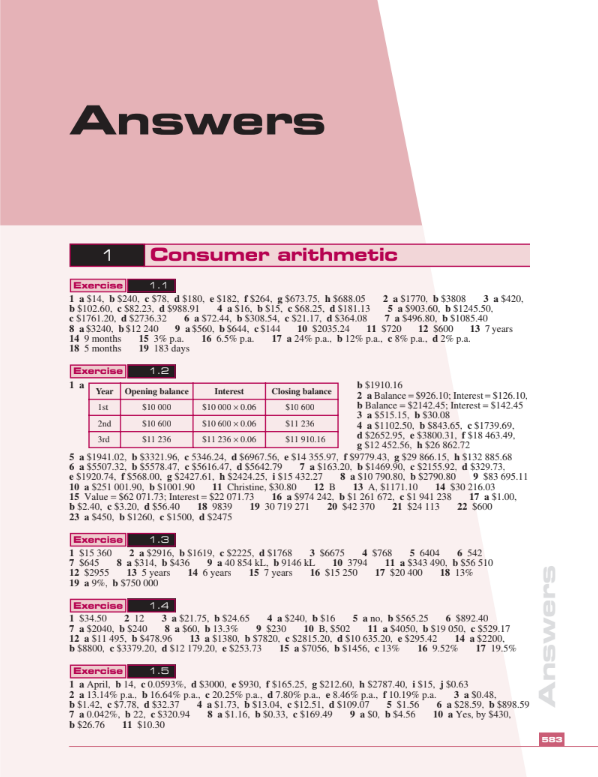 Answers
1 Consumer arithmetic
Exercise 1.1
1 a $14, b $240, c $78, d $180, e $182, f $264, g $673.75, h $688.05 2 a $1770, b $3808 3 a $420,
b $102.60, c $82.23, d $988.91 4 a $16, b $15, c $68.25, d $181.13 5 a $903.60, b $1245.50,
c $1761.20, d $2736.32 6 a $72.44, b $308.54, c $21.17, d $364.08 7 a $496.80, b $1085.40
8 a $3240, b $12 240 9 a $560, b $644, c $144 10 $2035.24 11 $720 12 $600 13 7 years
14 9 months 15 3% p.a. 16 6.5% p.a. 17 a 24% p.a., b 12% p.a., c 8% p.a., d 2% p.a.
18 5 months 19 183 days
Exercise 1.2
1 a
Year Opening balance Interest Closing balance
1st $10 000 $10 000 × 0.06 $10 600
2nd $10 600 $10 600 × 0.06 $11 236
3rd $11 236 $11 236 × 0.06 $11 910.16
b $1910.16
2 a Balance = $926.10; Interest = $126.10,
b Balance = $2142.45; Interest = $142.45
3 a $515.15, b $30.08
4 a $1102.50, b $843.65, c $1739.69,
d $2652.95, e $3800.31, f $18 463.49,
g $12 452.56, h $26 862.72
5 a $1941.02, b $3321.96, c $346.24, d $6967.56, e $14 355.97, f $9779.43, g $29 866.15, h $132 885.68
6 a $5507.32, b $5578.47, c $5616.47, d $5642.79 7 a $163.20, b $1469.90, c $2155.92, d $329.73,
e $1920.74, f $568.00, g $2427.61, h $2424.25, i $15 432.27 8 a $10 790.80, b $2790.80 9 $83 695.11
10 a $251 001.90, b $1001.90 11 Christine, $30.80 12 B 13 A, $1171.10 14 $30 216.03
15 Value = $62 071.73; Interest = $22 071.73 16 a $974 242, b $1 261 672, c $1 941 238 17 a $1.00,
b $2.40, c $3.20, d $56.40 18 9839 19 30 719 271 20 $42 370 21 $24 113 22 $600
23 a $450, b $1260, c $1500, d $2475
Exercise 1.3
1 $15 360 2 a $2916, b $1619, c $2225, d $1768 3 $6675 4 $768 5 6404 6 542
7 $645 8 a $314, b $436 9 a 40 854 kL, b 9146 kL 10 3794 11 a $343 490, b $56 510
12 $2955 13 5 years 14 6 years 15 7 years 16 $15 250 17 $20 400 18 13%
19 a 9%, b $750 000
Exercise 1.4
1 $34.50 2 12 3 a $21.75, b $24.65 4 a $240, b $16 5 a no, b $565.25 6 $892.40
7 a $2040, b $240 8 a $60, b 13.3% 9 $230 10 B, $502 11 a $4050, b $19 050, c $529.17
12 a $11 495, b $478.96 13 a $1380, b $7820, c $2815.20, d $10 635.20, e $295.42 14 a $2200,
b $8800, c $3379.20, d $12 179.20, e $253.73 15 a $7056, b $1456, c 13% 16 9.52% 17 19.5%
Exercise 1.5
1 a April, b 14, c 0.0593%, d $3000, e $930, f $165.25, g $212.60, h $2787.40, i $15, j $0.63
2 a 13.14% p.a., b 16.64% p.a., c 20.25% p.a., d 7.80% p.a., e 8.46% p.a., f 10.19% p.a. 3 a $0.48,
b $1.42, c $7.78, d $32.37 4 a $1.73, b $13.04, c $12.51, d $109.07 5 $1.56 6 a $28.59, b $898.59
7 a 0.042%, b 22, c $320.94 8 a $1.16, b $0.33, c $169.49 9 a $0, b $4.56 10 a Yes, by $430,
b $26.76 11 $10.30
Answers
583